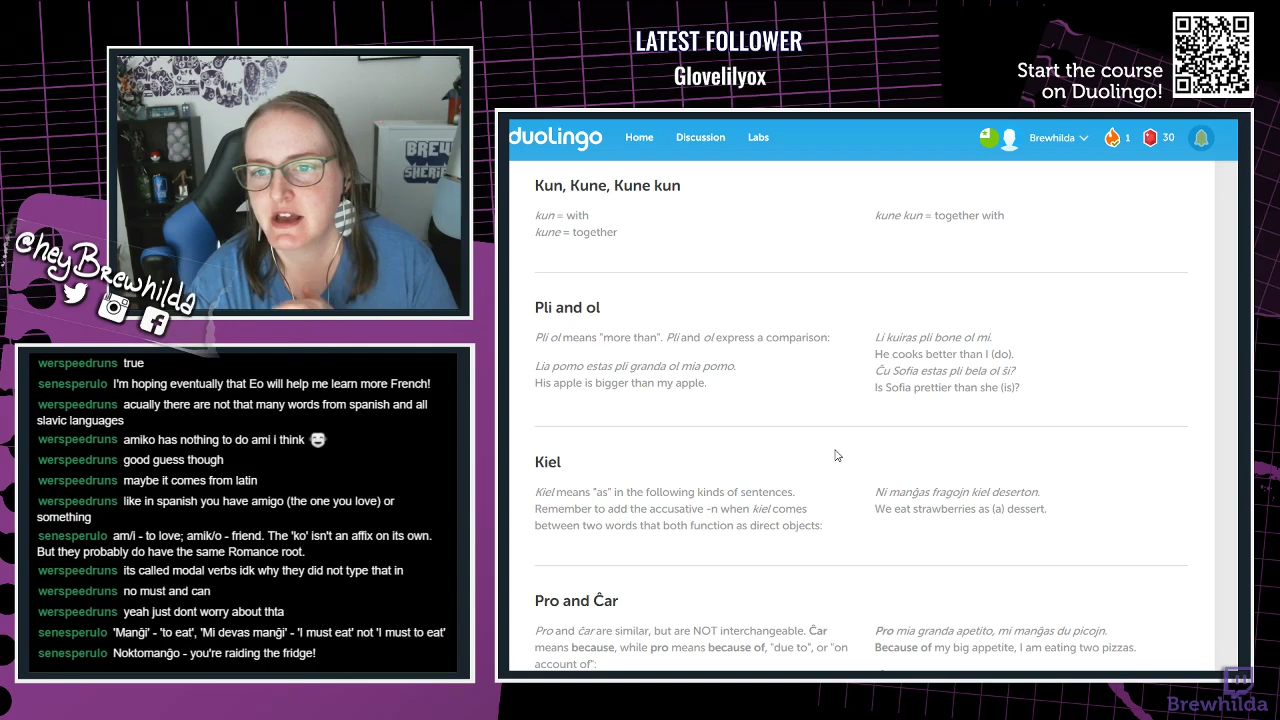 LATEST FOLLOWER
Glovelilyox
Start the course
on Duolingo!
BREW
SHERIF
@heyBrewhilda
duolingo
Home
Discussion
Labs
Brewhilda
1
30
Kun, Kune, Kune kun
kun = with
kune = together
kune kun = together with
Pli and ol
Pli ol means "more than". Pli and ol express a comparison:
Lia pomo estas pli granda ol mia pomo.
His apple is bigger than my apple.
Li kuiras pli bone ol mi.
He cooks better than I (do).
Ĉu Sofia estas pli bela ol ŝi?
Is Sofia prettier than she (is)?
Kiel
Kiel means "as" in the following kinds of sentences.
Remember to add the accusative -n when kiel comes
between two words that both function as direct objects:
Ni manĝas fragojn kiel deserton.
We eat strawberries as (a) dessert.
Pro and Ĉar
Pro and ĉar are similar, but are NOT interchangeable. Ĉar
means because, while pro means because of, "due to", or "on
account of":
Pro mia granda apetito, mi manĝas du picojn.
Because of my big appetite, I am eating two pizzas.
werspeedruns true
senesperulo I'm hoping eventually that Eo will help me learn more French!
werspeedruns acually there are not that many words from spanish and all
slavic languages
werspeedruns amiko has nothing to do ami i think
werspeedruns good guess though
werspeedruns maybe it comes from latin
werspeedruns like in spanish you have amigo (the one you love) or
something
senesperulo am/i - to love; amik/o - friend. The 'ko' isn't an affix on its own.
But they probably do have the same Romance root.
werspeedruns its called modal verbs idk why they did not type that in
werspeedruns no must and can
werspeedruns yeah just dont worry about thta
senesperulo 'Manĝi' - 'to eat', 'Mi devas manĝi' - 'I must eat' not 'I must to eat'
senesperulo Noktomanĝo - you're raiding the fridge!
Brewhilda